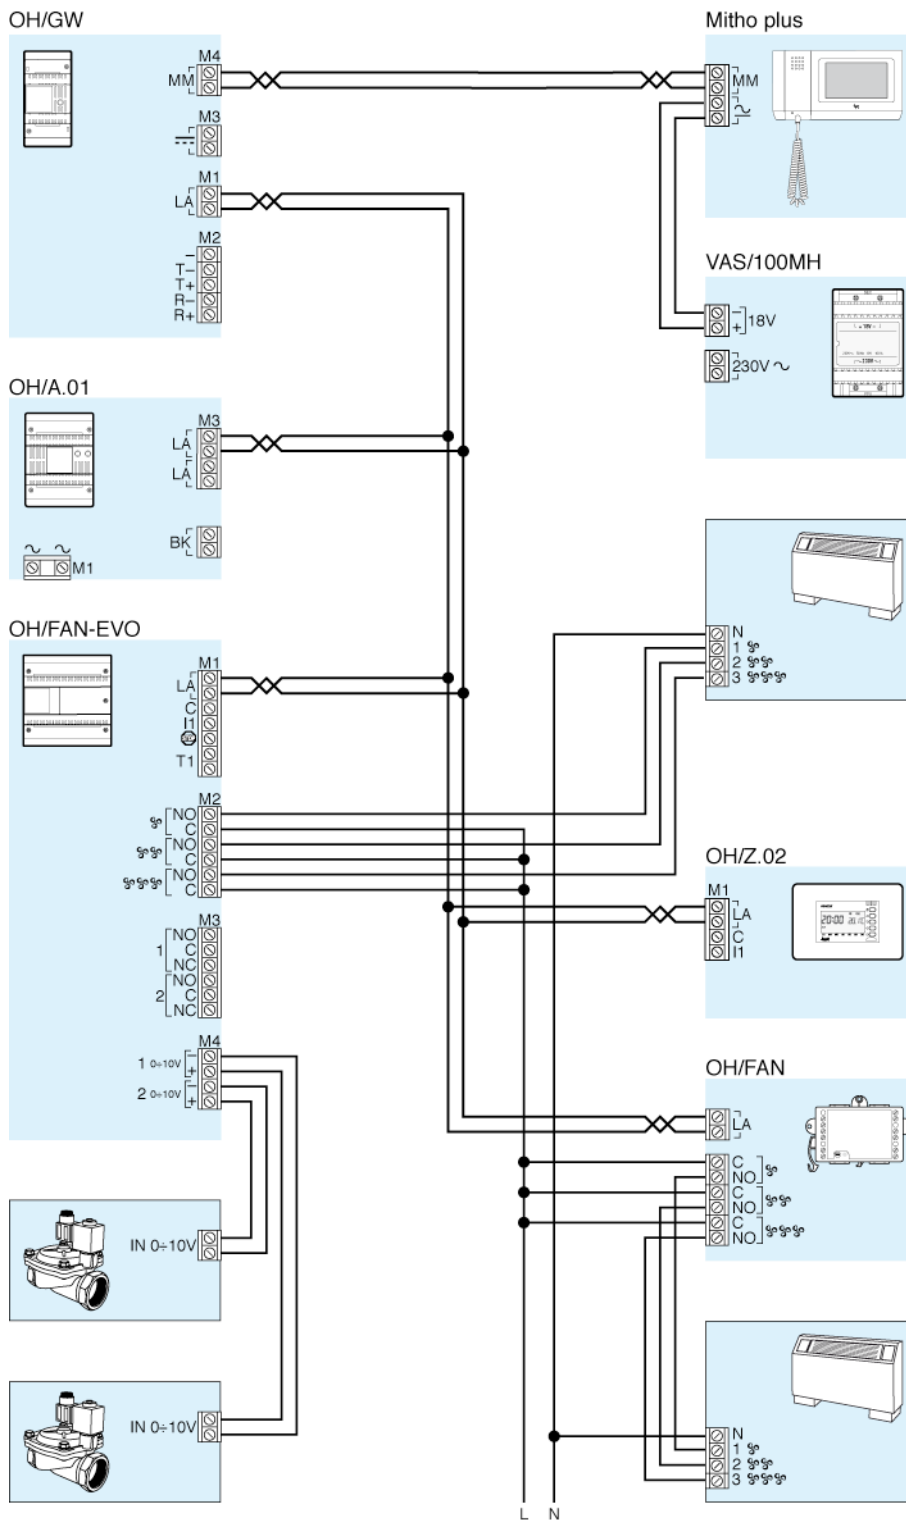 OH/GW
M4
MM
M3
M1
LA
M2
–
T–
T+
R–
R+
OH/A.01
M3
LA
LA
BK
M1
OH/FAN-EVO
M1
LA
C
I1
T1
M2
NO
C
NO
C
NO
C
M3
NO
1 C
NC
NO
2 C
NC
M4
1 0÷10V –
+
2 0÷10V –
+
IN 0÷10V
IN 0÷10V
Mitho plus
MM
VAS/100MH
–
+ 18V
230V ~
N
1
2
3
OH/Z.02
M1
LA
C
I1
20:00
OH/FAN
LA
C
NO
C
NO
C
NO
N
1
2
3
L N